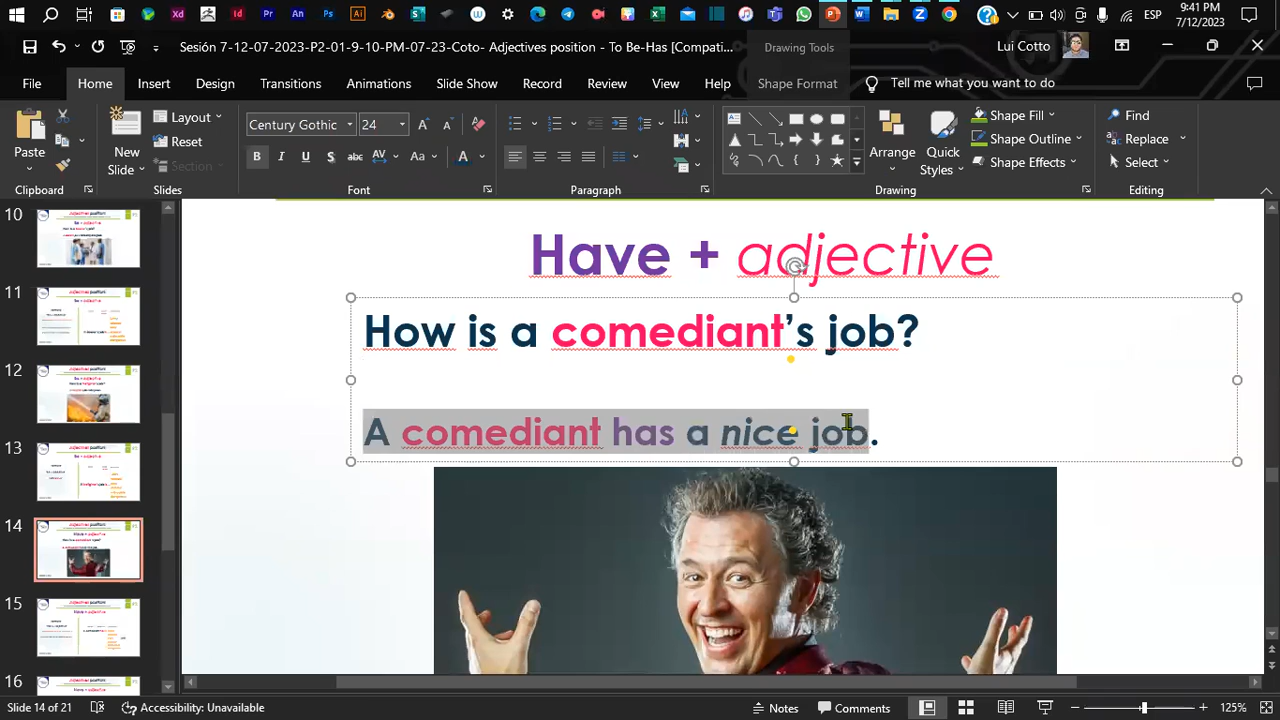 ESP
9:41 PM
7/12/2023
Sesión 7-12-07-2023-P2-01-9-10-PM-07-23-Coto- Adjectives position - To Be-Has [Compati...
Drawing Tools
Lui Cotto
File
Home
Insert
Design
Transitions
Animations
Slide Show
Record
Review
View
Help
Shape Format
Tell me what you want to do
Paste
New
Slide
Layout
Reset
Section
Century Gothic
24
Arrange
Quick
Styles
Shape Fill
Shape Outline
Shape Effects
Find
Replace
Select
Clipboard
Slides
Font
Paragraph
Drawing
Editing
13
Have + adjective
How is a comediant's job?
A comediant has a nice job.
Slide 14 of 21
Accessibility: Unavailable
Notes
Comments
125%